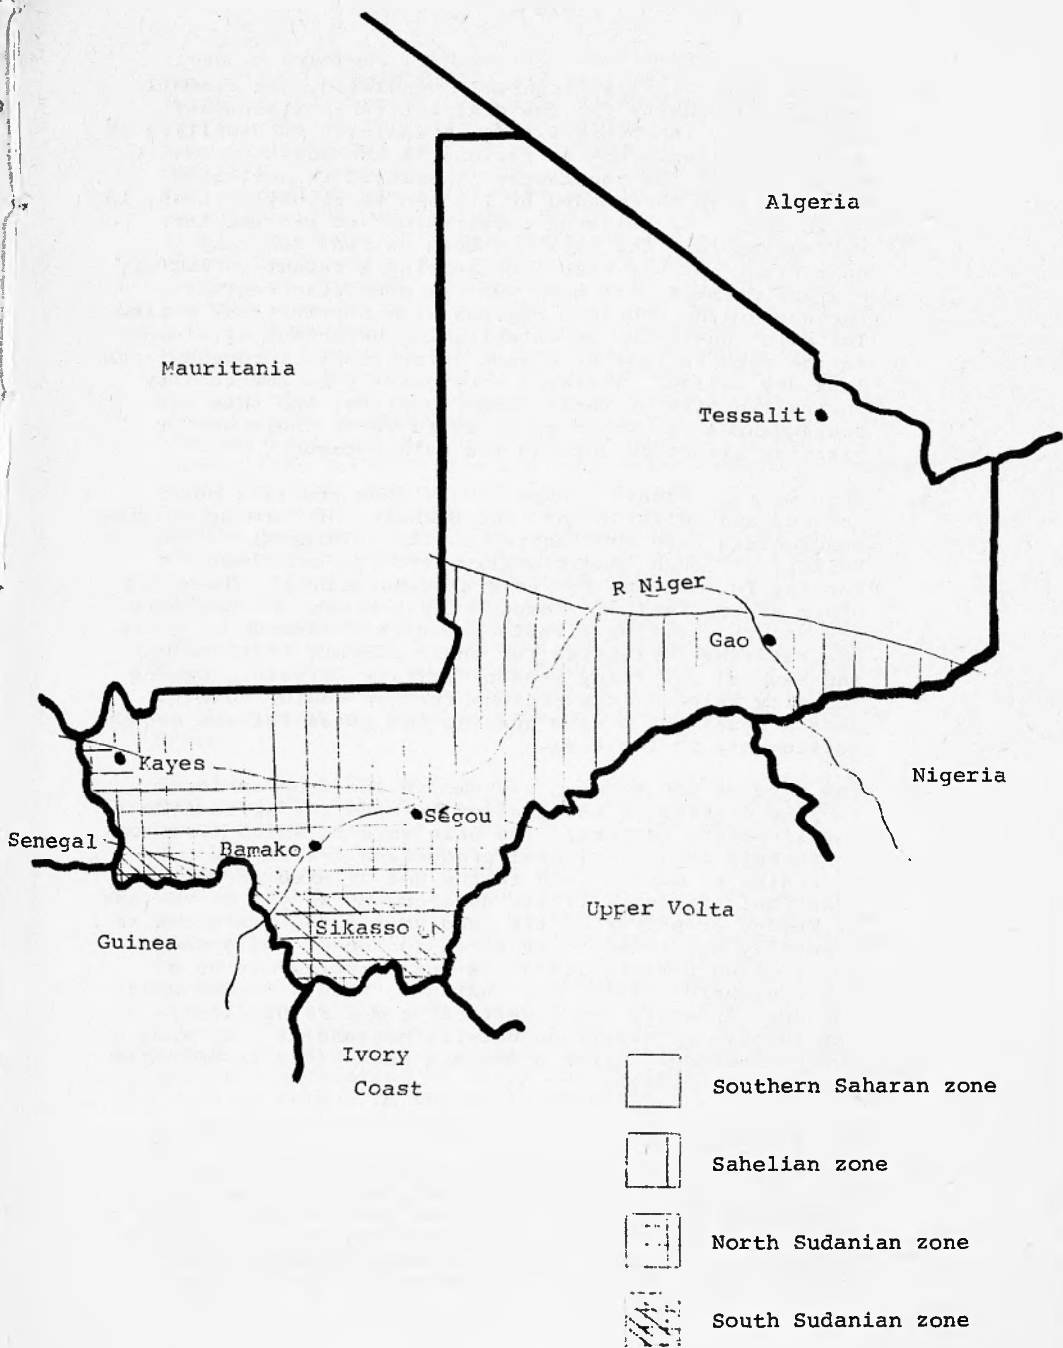 Algeria
Mauritania
Tessalit
R Niger
Gao
Kayes
Nigeria
Ségou
Senegal
Bamako
Upper Volta
Sikasso
Guinea
Ivory
Coast
Southern Saharan zone
Sahelian zone
North Sudanian zone
South Sudanian zone